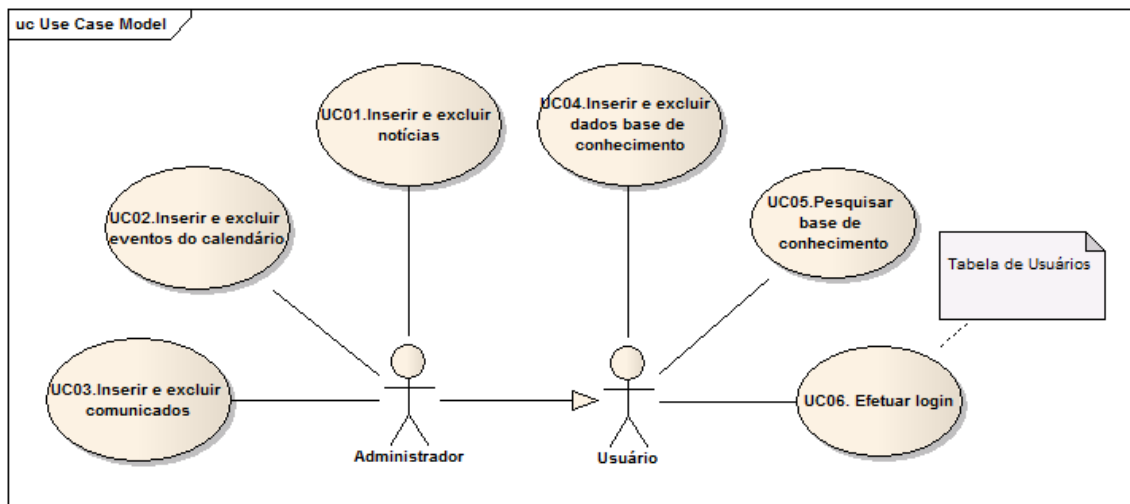 uc Use Case Model
UC01.Inserir e excluir
notícias
UC04.Inserir e excluir
dados base de
conhecimento
UC02.Inserir e excluir
eventos do calendário
UC05.Pesquisar
base de
conhecimento
Tabela de Usuários
UC03.Inserir e excluir
comunicados
UC06. Efetuar login
Administrador
Usuário